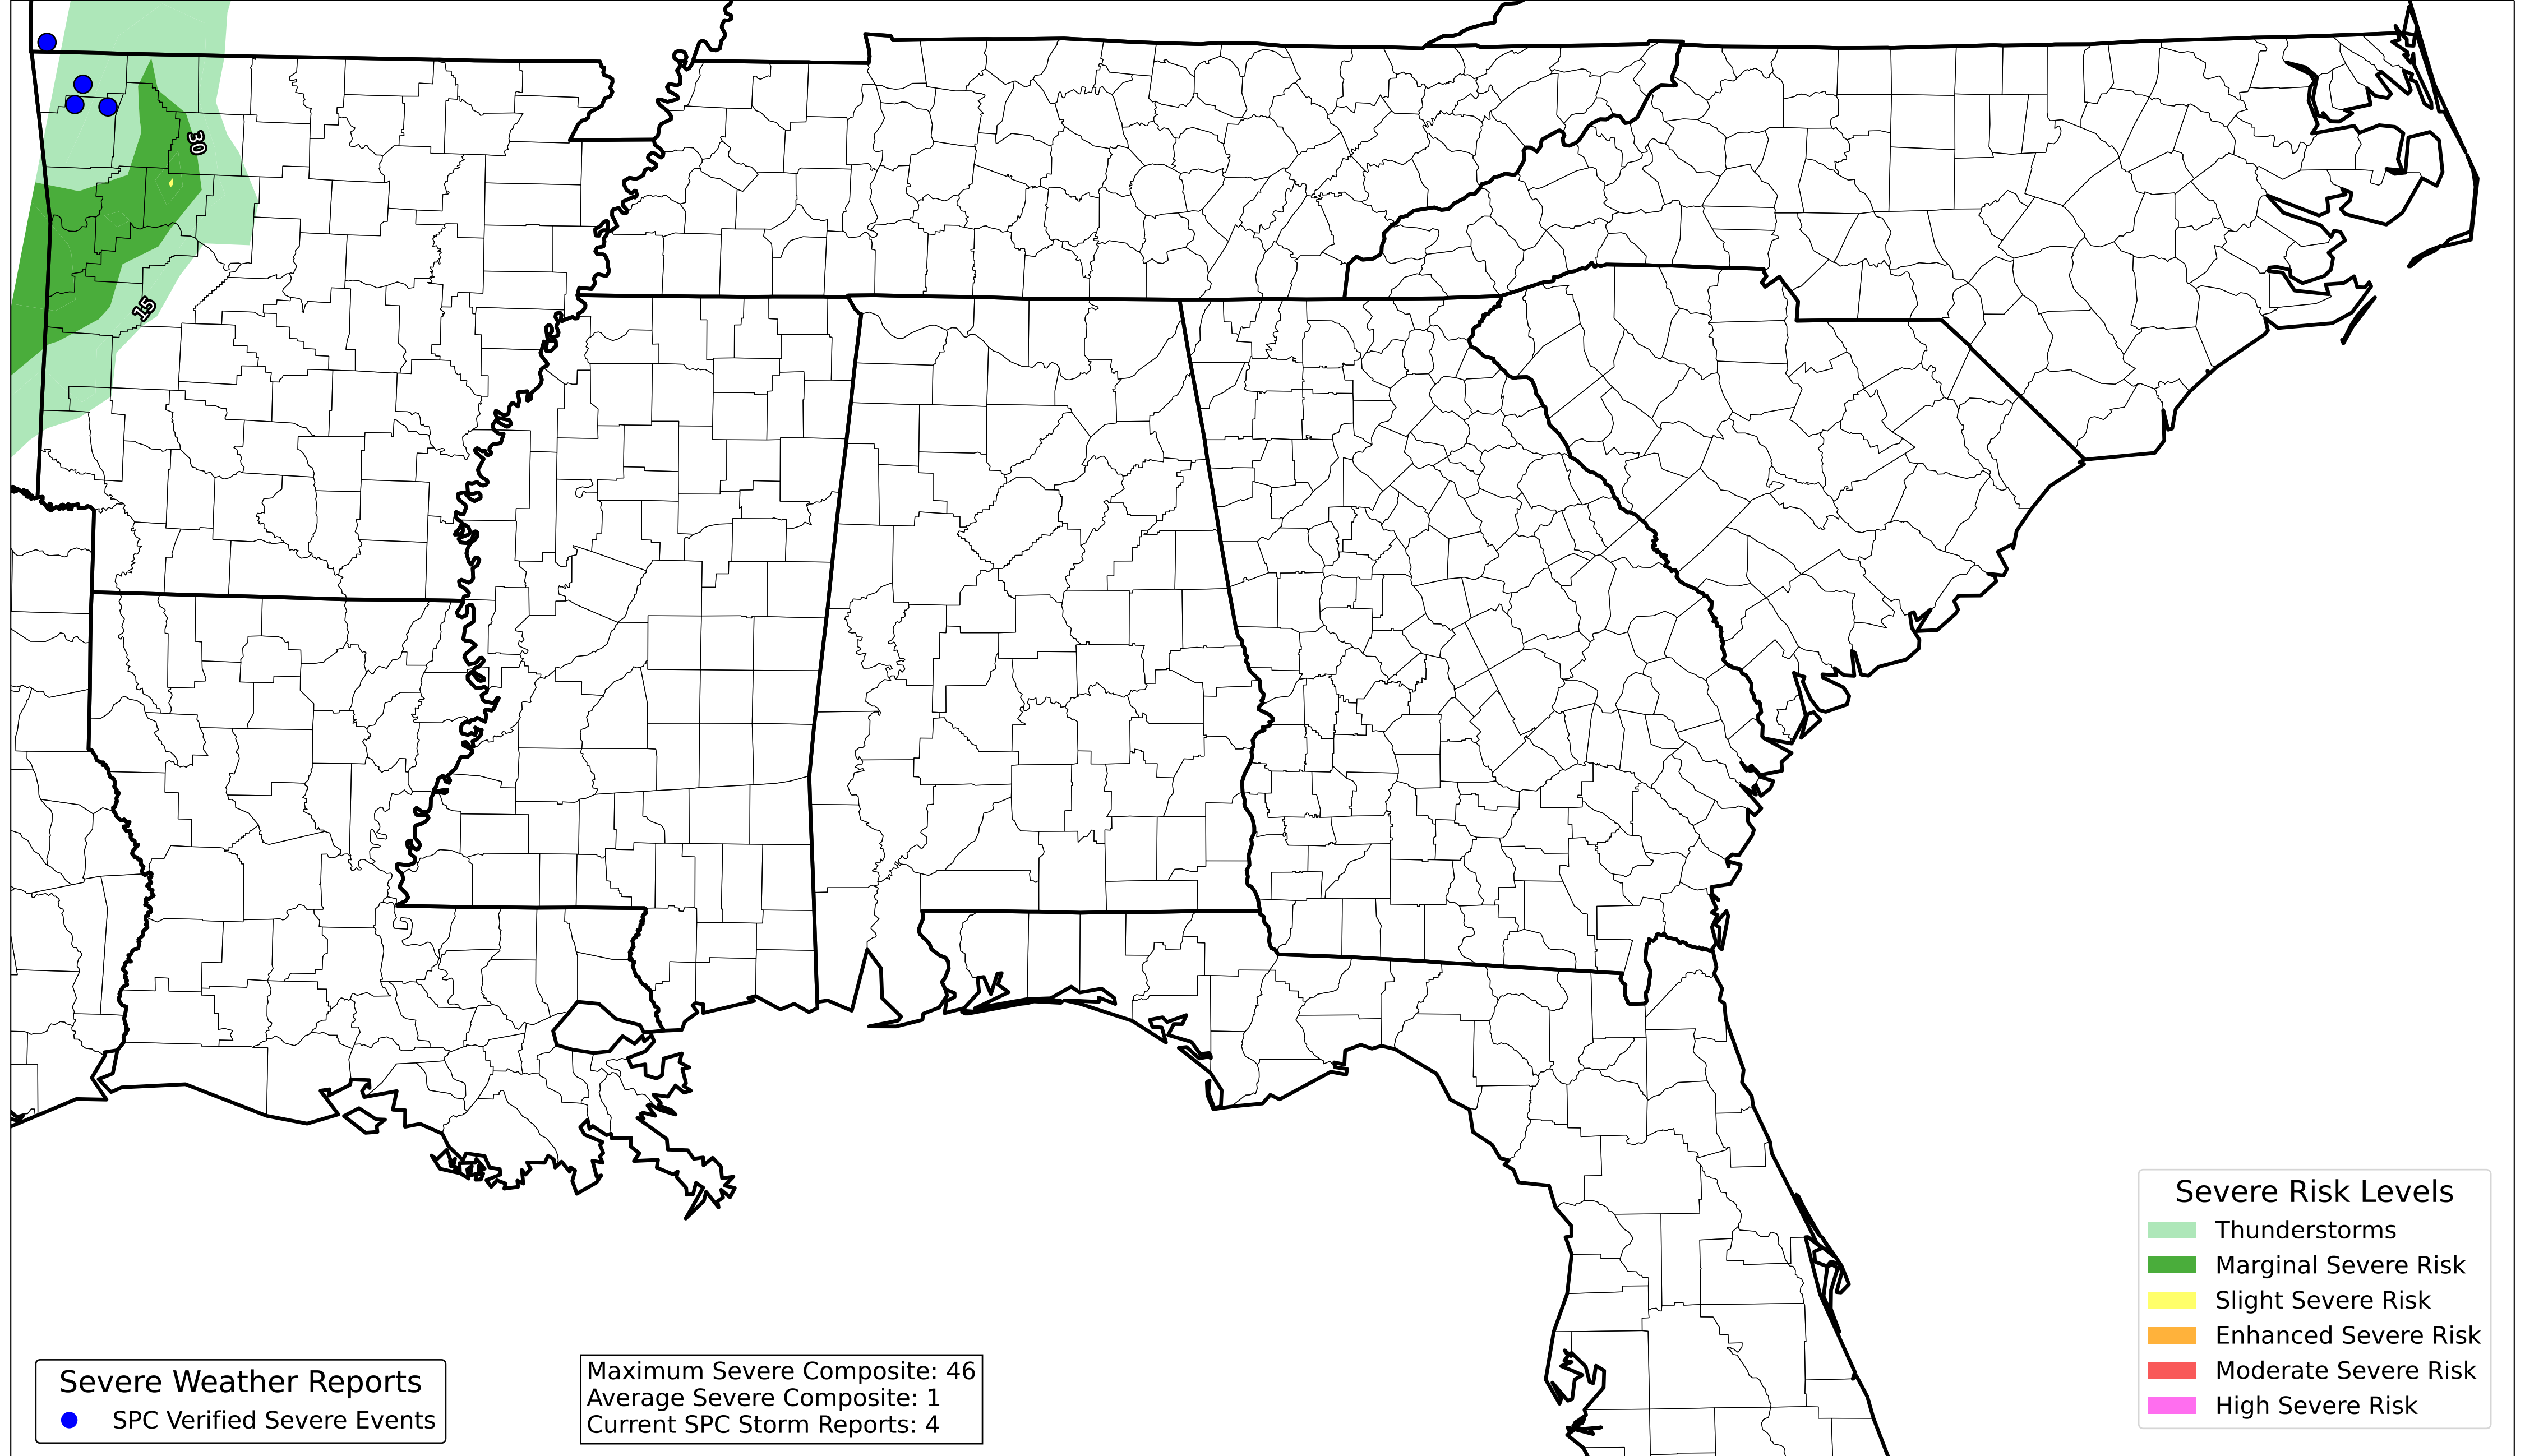 30
15
Severe Weather Reports
SPC Verified Severe Events
Maximum Severe Composite: 46
Average Severe Composite: 1
Current SPC Storm Reports: 4
Severe Risk Levels
Thunderstorms
Marginal Severe Risk
Slight Severe Risk
Enhanced Severe Risk
Moderate Severe Risk
High Severe Risk